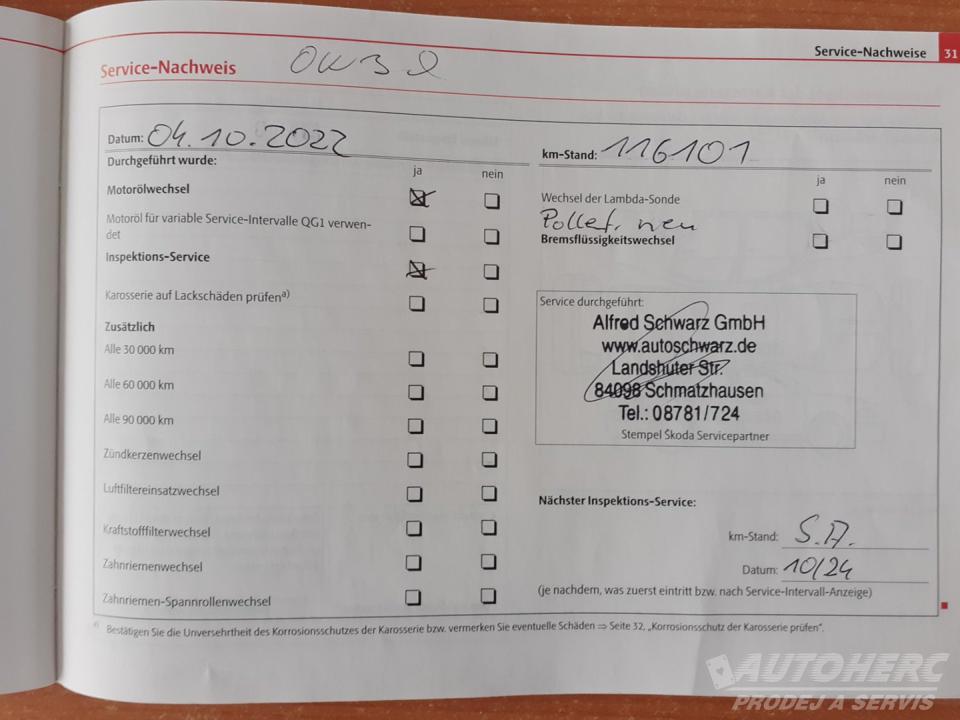 Service-Nachweise 31
Service-Nachweis
Datum: 04.10.2022
km-Stand: 116101
Durchgeführt wurde:
ja nein
ja nein
Motorölwechsel
Motoröl für variable Service-Intervalle QG1 verwen-
det
Inspektions-Service
Karosserie auf Lackschäden prüfen a)
Zusätzlich
Alle 30 000 km
Alle 60 000 km
Alle 90 000 km
Zündkerzenwechsel
Luftfiltereinsatzwechsel
Kraftstofffilterwechsel
Zahnriemenwechsel
Zahnriemen-Spannrollenwechsel
Wechsel der Lambda-Sonde
Pollef. neu
Bremsflüssigkeitswechsel
Service durchgeführt:
Alfred Schwarz GmbH
www.autoschwarz.de
Landshuter Str.
84098 Schmatzhausen
Tel.: 08781/724
Stempel Škoda Servicepartner
Nächster Inspektions-Service:
km-Stand: S.A.
Datum: 10/24
(je nachdem, was zuerst eintritt bzw. nach Service-Intervall-Anzeige)
a) Bestätigen Sie die Unversehrtheit des Korrosionsschutzes der Karosserie bzw. vermerken Sie eventuelle Schäden ⇒ Seite 32, „Korrosionsschutz der Karosserie prüfen“.
AUTOHERC
PRODEJ A SERVIS